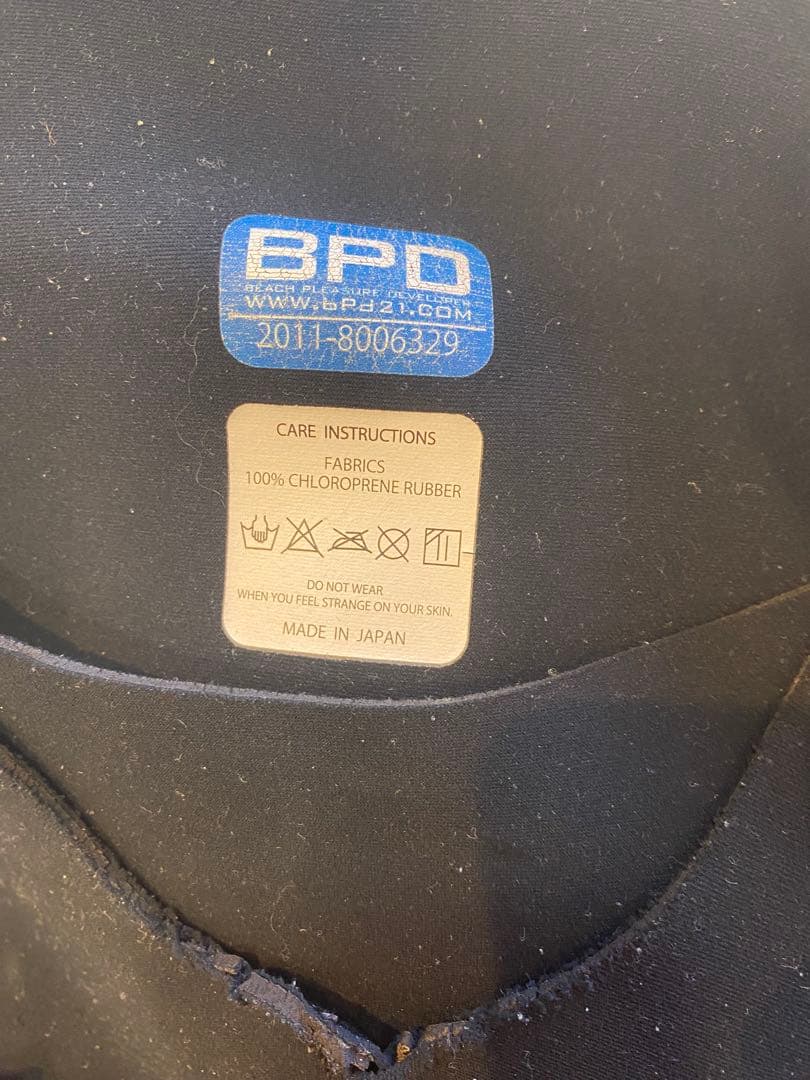 BPD
BEACH PLEASURE DEVELLOPER
WWW.bPd21.COM
2011-8006329
CARE INSTRUCTIONS
FABRICS
100% CHLOROPRENE RUBBER
DO NOT WEAR
WHEN YOU FEEL STRANGE ON YOUR SKIN.
MADE IN JAPAN